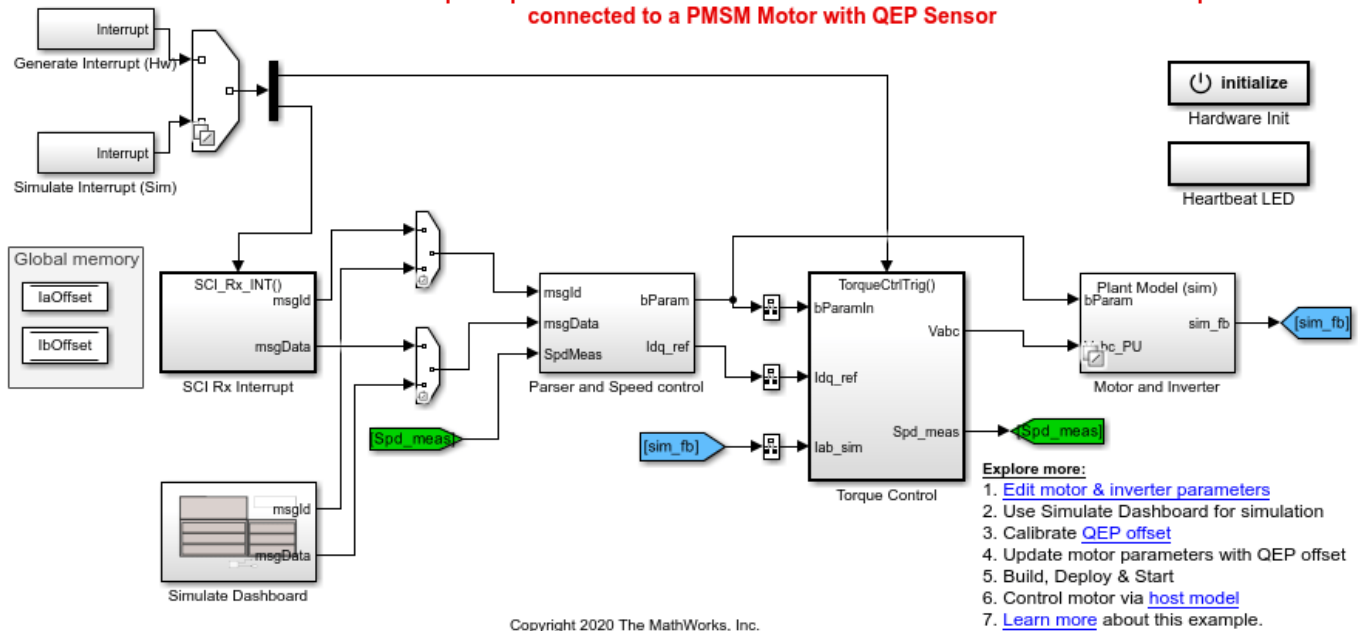 connected to a PMSM Motor with QEP Sensor
Interrupt
Generate Interrupt (Hw)
Interrupt
Simulate Interrupt (Sim)
initialize
Hardware Init
Heartbeat LED
Global memory
IaOffset
IbOffset
SCI_Rx_INT()
msgId
msgData
SCI Rx Interrupt
msgId
msgData
SpdMeas
bParam
Idq_ref
Parser and Speed control
[Spd_meas]
[sim_fb]
TorqueCtrlTrig()
bParamIn
Idq_ref
Iab_sim
Vabc
Spd_meas
Torque Control
Plant Model (sim)
bParam
sim_fb
Motor and Inverter
[sim_fb]
[Spd_meas]
msgId
msgData
Simulate Dashboard
Explore more:
1. Edit motor & inverter parameters
2. Use Simulate Dashboard for simulation
3. Calibrate QEP offset
4. Update motor parameters with QEP offset
5. Build, Deploy & Start
6. Control motor via host model
7. Learn more about this example.
Copyright 2020 The MathWorks, Inc.